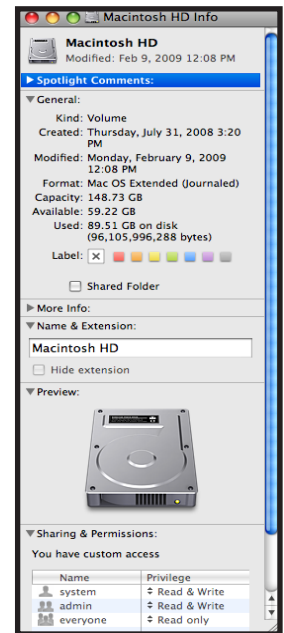 Macintosh HD Info
Macintosh HD
Modified: Feb 9, 2009 12:08 PM
Spotlight Comments:
General:
Kind: Volume
Created: Thursday, July 31, 2008 3:20
PM
Modified: Monday, February 9, 2009
12:08 PM
Format: Mac OS Extended (Journaled)
Capacity: 148.73 GB
Available: 59.22 GB
Used: 89.51 GB on disk
(96,105,996,288 bytes)
Label:
Shared Folder
More Info:
Name & Extension:
Macintosh HD
Hide extension
Preview:
Sharing & Permissions:
You have custom access
Name Privilege
system Read & Write
admin Read & Write
everyone Read only